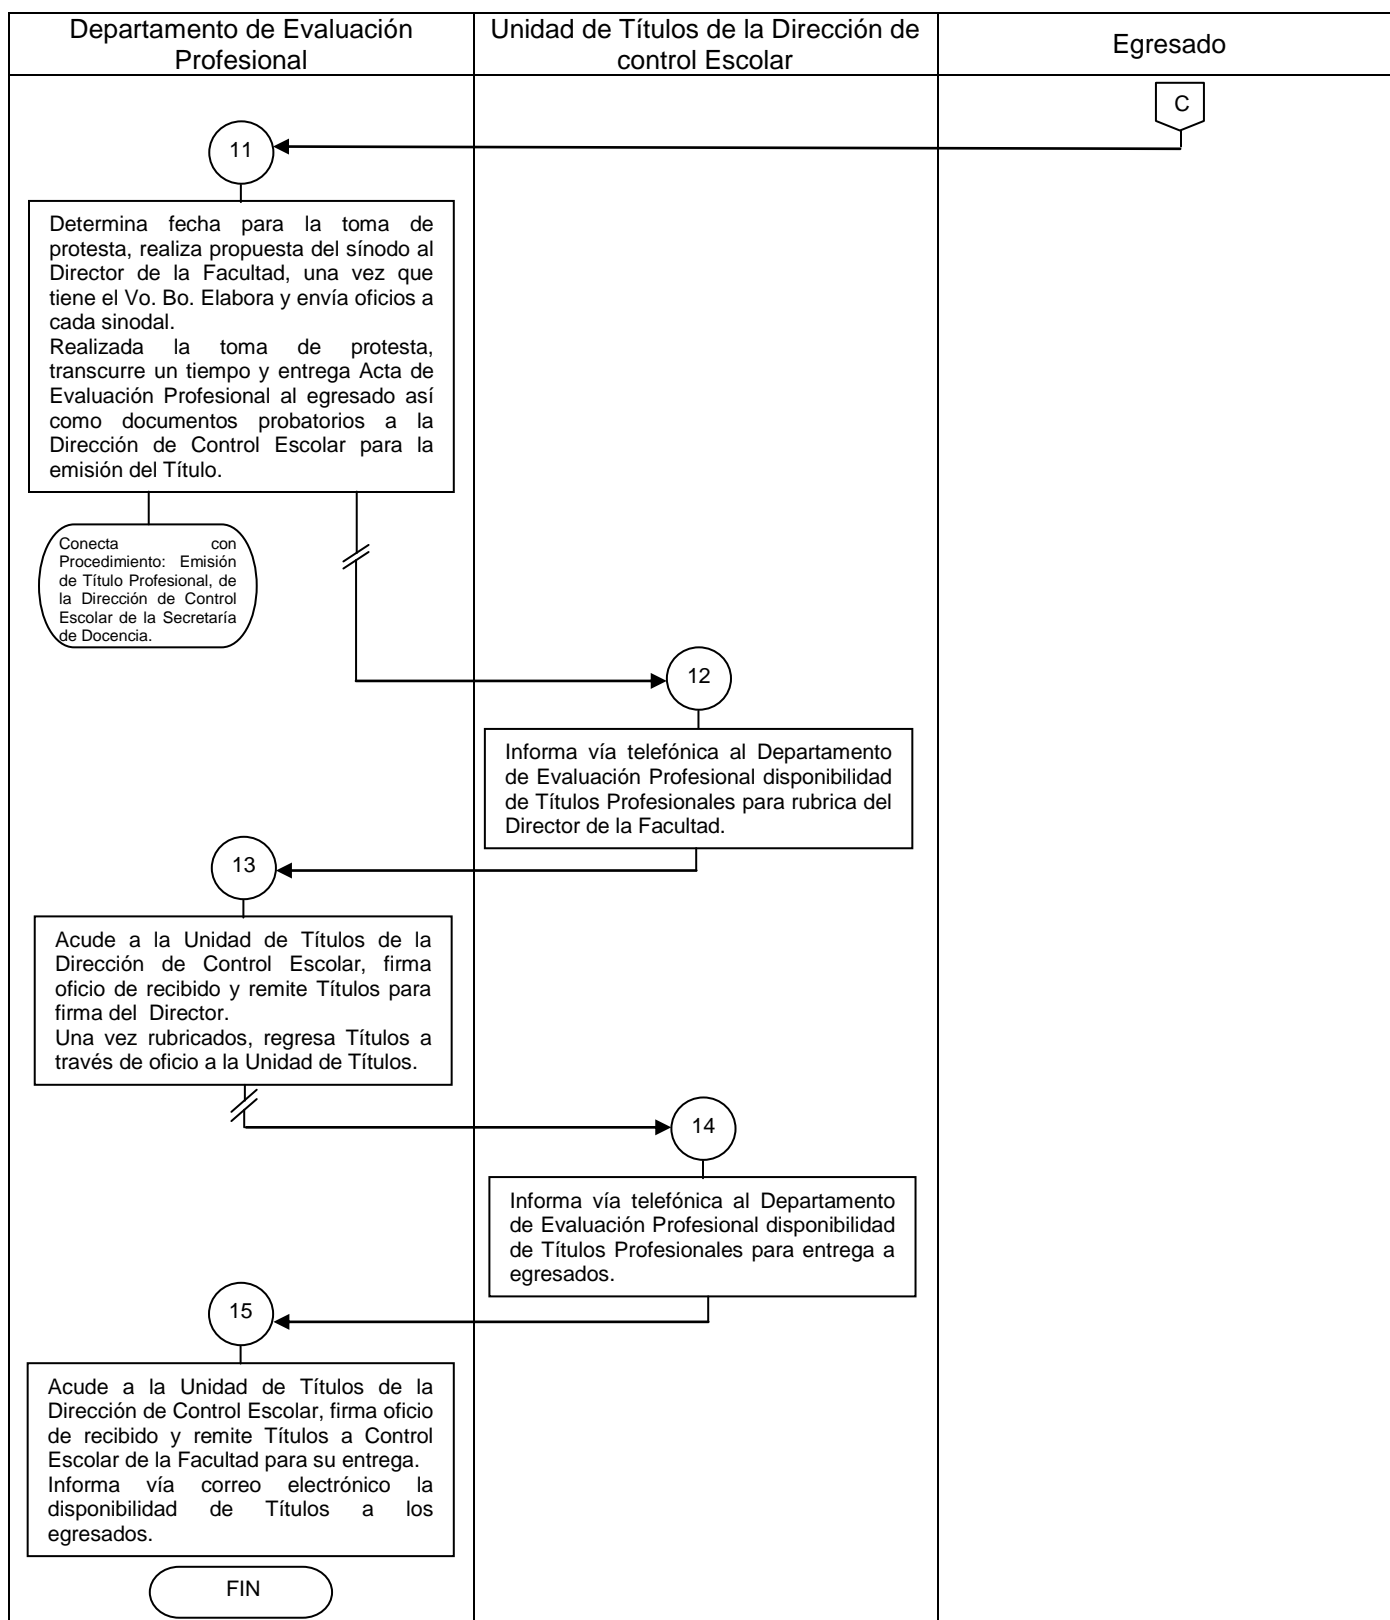 Departamento de Evaluación
Profesional
Unidad de Títulos de la Dirección de
control Escolar
Egresado
C
11
Determina fecha para la toma de
protesta, realiza propuesta del sínodo al
Director de la Facultad, una vez que
tiene el Vo. Bo. Elabora y envía oficios a
cada sinodal.
Realizada la toma de protesta,
transcurre un tiempo y entrega Acta de
Evaluación Profesional al egresado así
como documentos probatorios a la
Dirección de Control Escolar para la
emisión del Título.
Conecta con
Procedimiento: Emisión
de Título Profesional, de
la Dirección de Control
Escolar de la Secretaría
de Docencia.
12
Informa vía telefónica al Departamento
de Evaluación Profesional disponibilidad
de Títulos Profesionales para rubrica del
Director de la Facultad.
13
Acude a la Unidad de Títulos de la
Dirección de Control Escolar, firma
oficio de recibido y remite Títulos para
firma del Director.
Una vez rubricados, regresa Títulos a
través de oficio a la Unidad de Títulos.
14
Informa vía telefónica al Departamento
de Evaluación Profesional disponibilidad
de Títulos Profesionales para entrega a
egresados.
15
Acude a la Unidad de Títulos de la
Dirección de Control Escolar, firma oficio
de recibido y remite Títulos a Control
Escolar de la Facultad para su entrega.
Informa vía correo electrónico la
disponibilidad de Títulos a los
egresados.
FIN